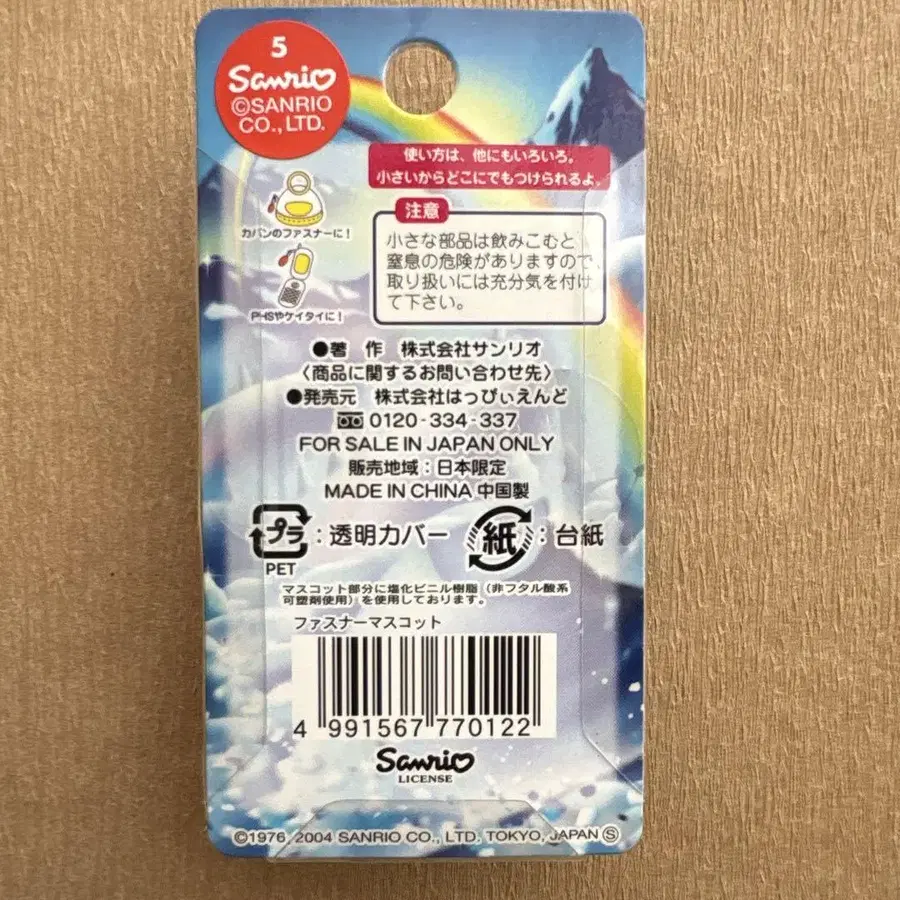 5
Sanrio
©SANRIO
CO., LTD.
使い方は、他にもいろいろ。
小さいからどこにでもつけられるよ。
カバンのファスナーに!
PHSやケイタイに!
注意
小さな部品は飲みこむと
窒息の危険がありますので
取り扱いには充分気を付け
て下さい。
●著 作 株式会社サンリオ
〈商品に関するお問い合わせ先〉
●発売元 株式会社はっぴぃえんど
0120-334-337
FOR SALE IN JAPAN ONLY
販売地域:日本限定
MADE IN CHINA 中国製
プラ:透明カバー 紙:台紙
PET
マスコット部分に塩化ビニル樹脂(非フタル酸系
可塑剤使用)を使用しております。
ファスナーマスコット
4 991567 770122
Sanrio
LICENSE
©1976, 2004 SANRIO CO., LTD. TOKYO, JAPAN Ⓢ